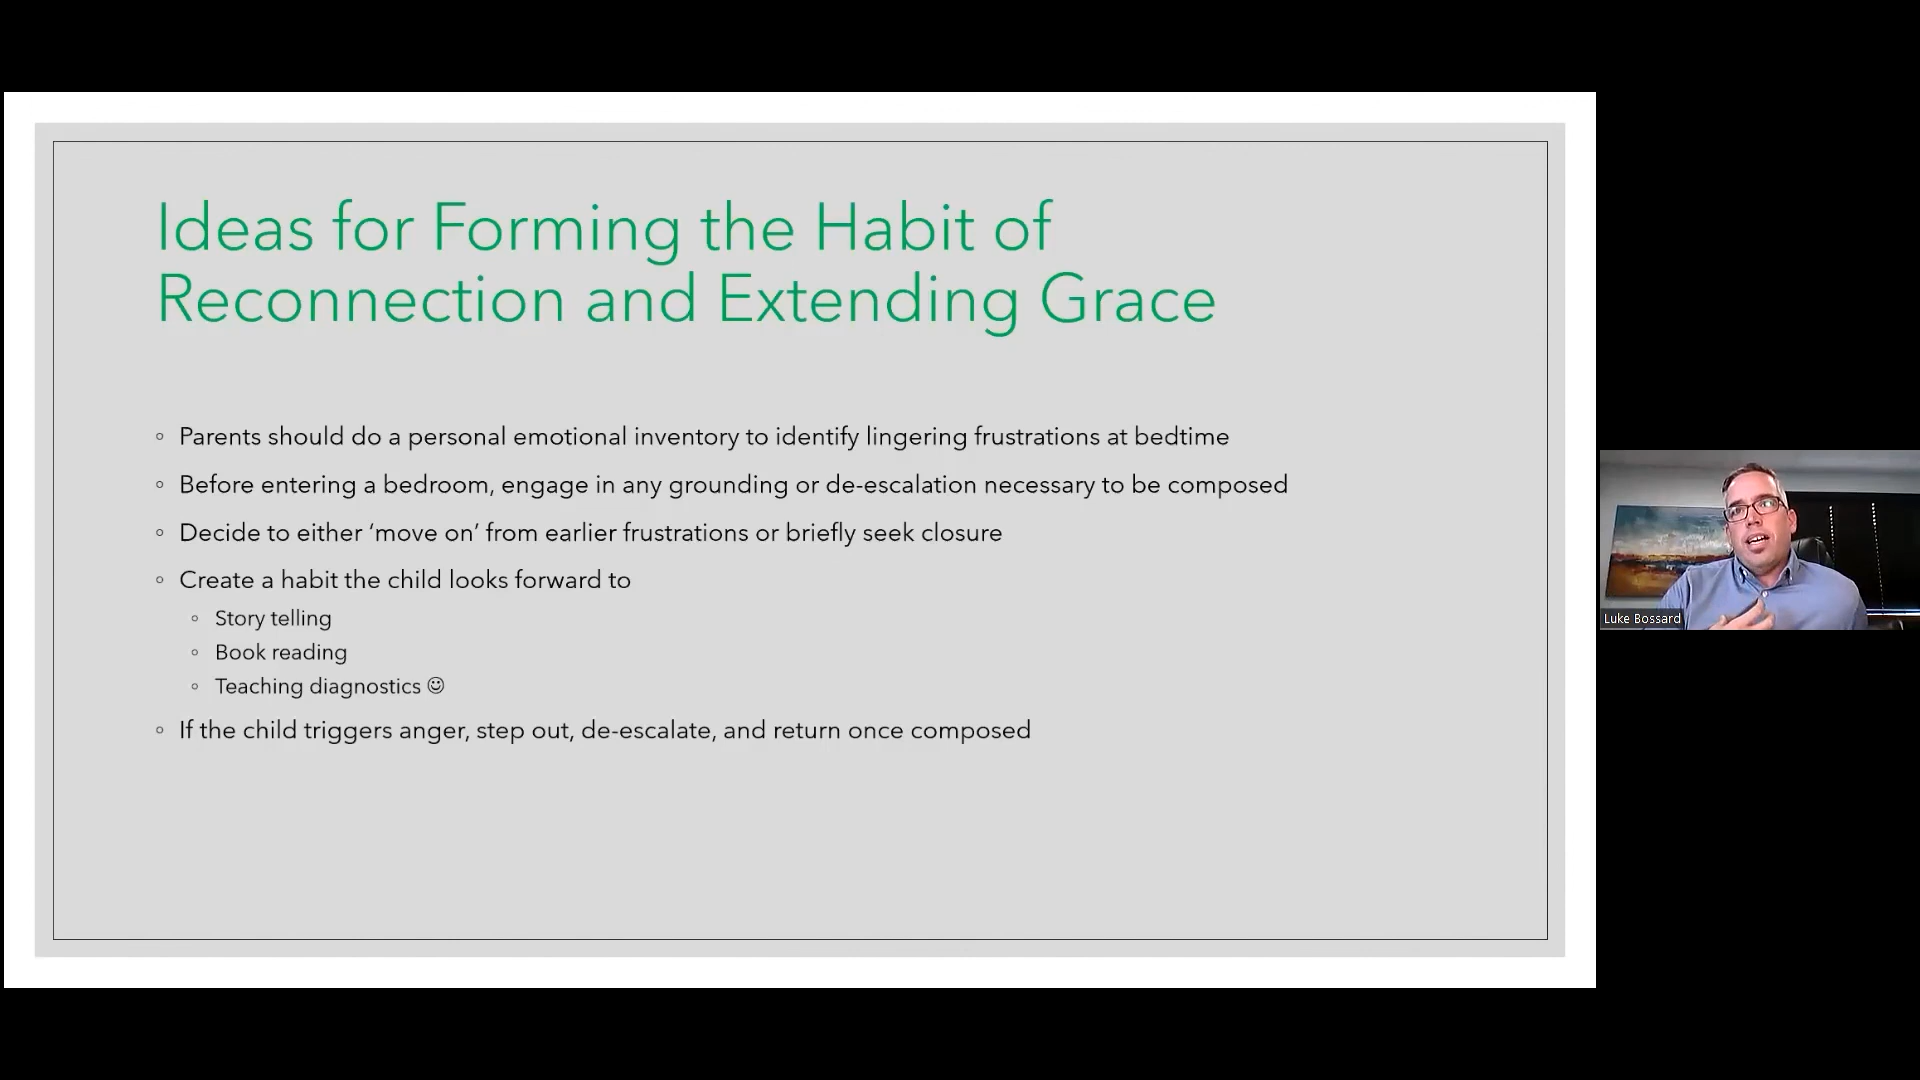 Ideas for Forming the Habit of
Reconnection and Extending Grace
◦ Parents should do a personal emotional inventory to identify lingering frustrations at bedtime
◦ Before entering a bedroom, engage in any grounding or de-escalation necessary to be composed
◦ Decide to either ‘move on’ from earlier frustrations or briefly seek closure
◦ Create a habit the child looks forward to
◦ Story telling
◦ Book reading
◦ Teaching diagnostics ☺
◦ If the child triggers anger, step out, de-escalate, and return once composed
Luke Bossard